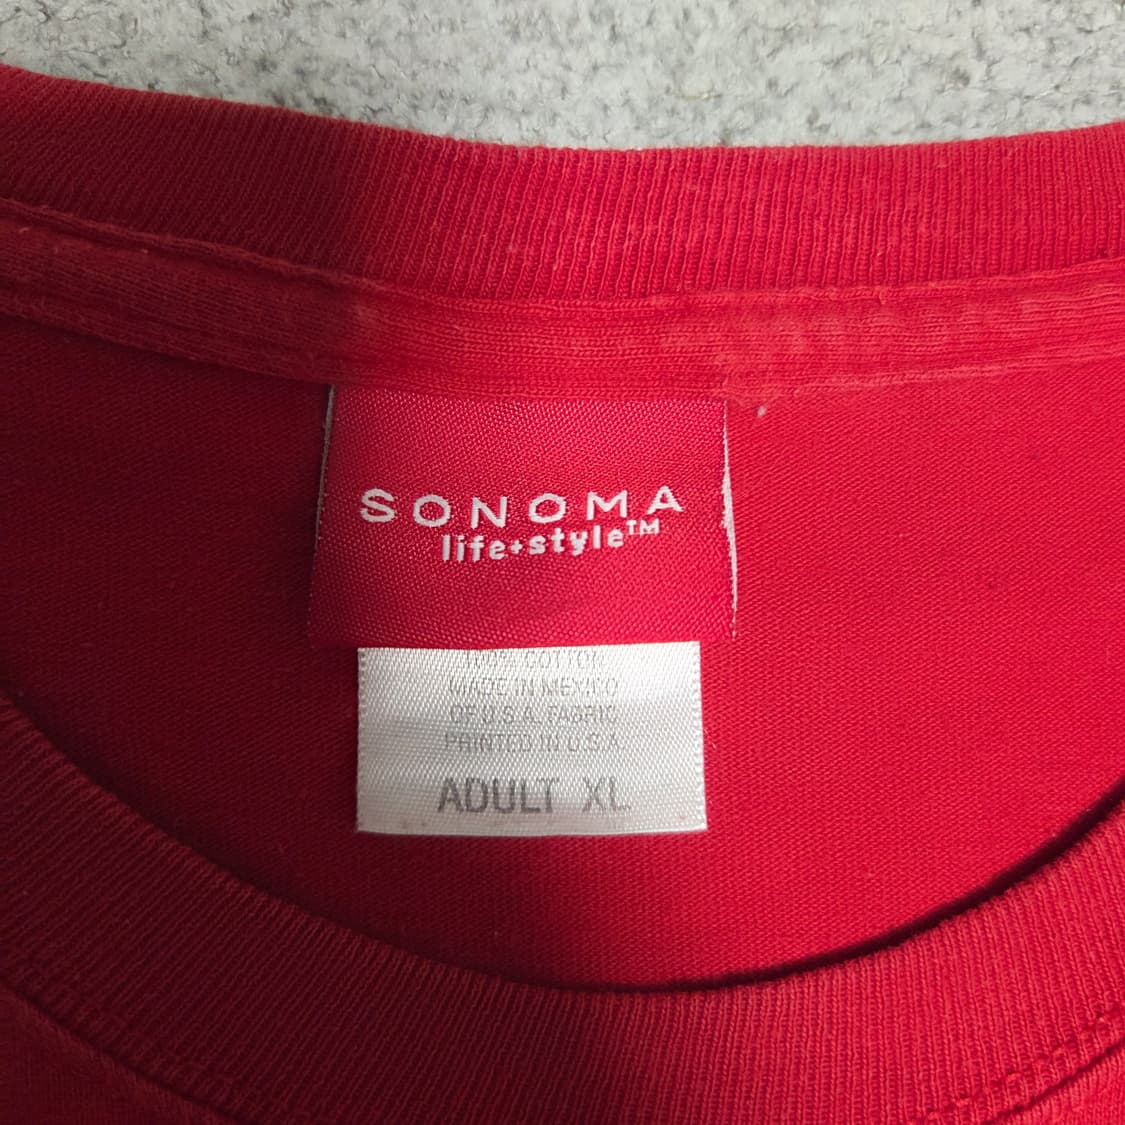 SONOMA
life+style™
100% COTTON
MADE IN MEXICO
OF U.S.A. FABRIC
PRINTED IN U.S.A.
ADULT XL